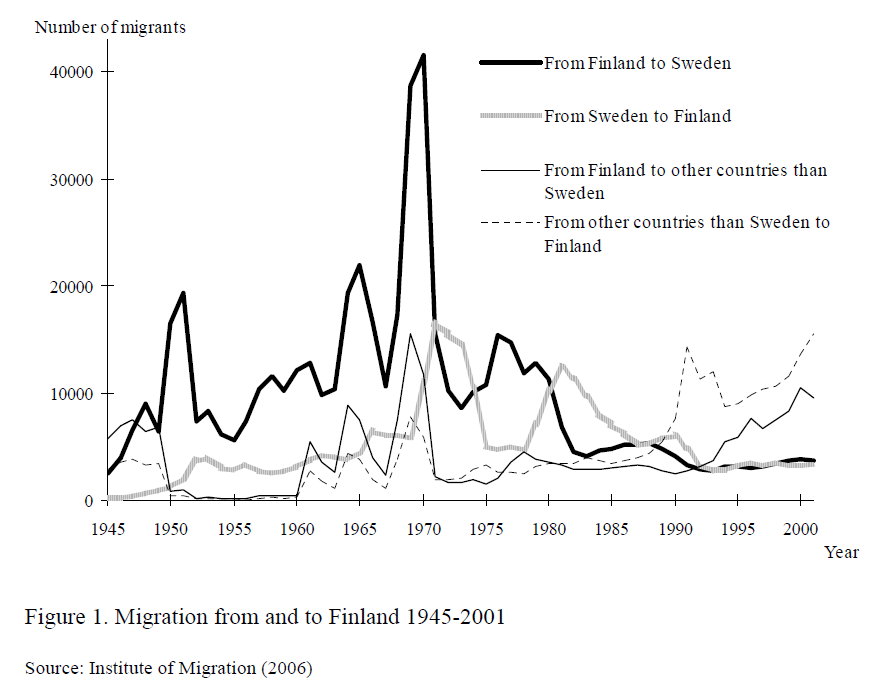 Number of migrants
40000
30000
20000
10000
0
From Finland to Sweden
From Sweden to Finland
From Finland to other countries than
Sweden
From other countries than Sweden to
Finland
1945 1950 1955 1960 1965 1970 1975 1980 1985 1990 1995 2000
Year
Figure 1. Migration from and to Finland 1945-2001
Source: Institute of Migration (2006)